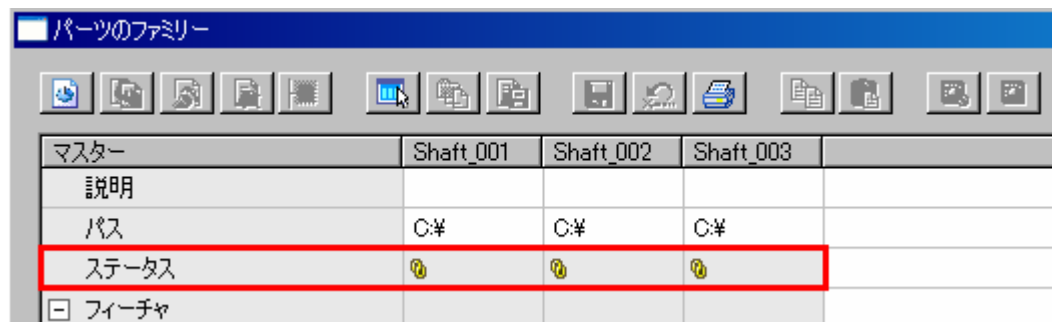 パーツのファミリー
マスター Shaft_001 Shaft_002 Shaft_003
説明
パス C:¥ C:¥ C:¥
ステータス
フィーチャ